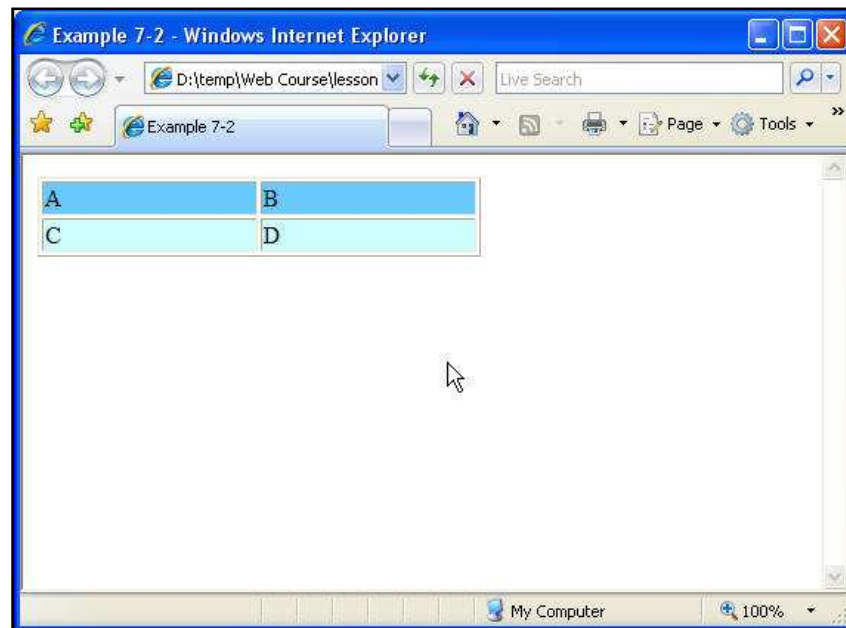 Example 7-2 - Windows Internet Explorer
D:\temp\Web Course\lesson
Live Search
Example 7-2
Page
Tools
»
A B
C D
My Computer
100%